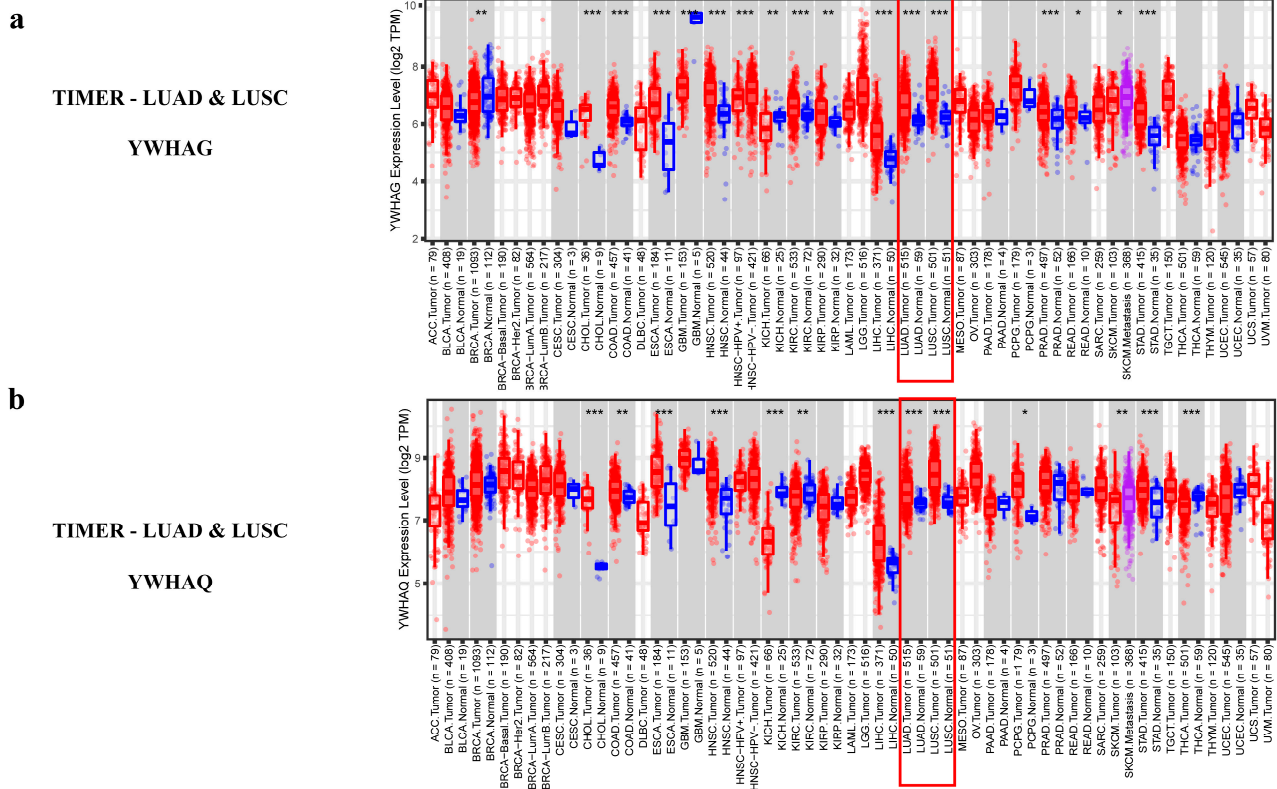 a
TIMER - LUAD & LUSC
YWHAG
YWHAG Expression Level (log2 TPM)
10
8
6
4
2
** *** *** *** *** *** *** ** *** ** *** *** *** *** * * ***
ACC.Tumor (n = 79)
BLCA.Tumor (n = 408)
BLCA.Normal (n = 19)
BRCA.Tumor (n = 1093)
BRCA.Normal (n = 112)
BRCA-Basal.Tumor (n = 190)
BRCA-Her2.Tumor (n = 82)
BRCA-LumA.Tumor (n = 564)
BRCA-LumB.Tumor (n = 217)
CESC.Tumor (n = 304)
CESC.Normal (n = 3)
CHOL.Tumor (n = 36)
CHOL.Normal (n = 9)
COAD.Tumor (n = 457)
COAD.Normal (n = 41)
DLBC.Tumor (n = 48)
ESCA.Tumor (n = 184)
ESCA.Normal (n = 11)
GBM.Tumor (n = 153)
GBM.Normal (n = 5)
HNSC.Tumor (n = 520)
HNSC.Normal (n = 44)
HNSC-HPV+.Tumor (n = 97)
HNSC-HPV-.Tumor (n = 421)
KICH.Tumor (n = 66)
KICH.Normal (n = 25)
KIRC.Tumor (n = 533)
KIRC.Normal (n = 72)
KIRP.Tumor (n = 290)
KIRP.Normal (n = 32)
LAML.Tumor (n = 173)
LGG.Tumor (n = 516)
LIHC.Tumor (n = 371)
LIHC.Normal (n = 50)
LUAD.Tumor (n = 515)
LUAD.Normal (n = 59)
LUSC.Tumor (n = 501)
LUSC.Normal (n = 51)
MESO.Tumor (n = 87)
OV.Tumor (n = 303)
PAAD.Tumor (n = 178)
PAAD.Normal (n = 4)
PCPG.Tumor (n = 179)
PCPG.Normal (n = 3)
PRAD.Tumor (n = 497)
PRAD.Normal (n = 52)
READ.Tumor (n = 166)
READ.Normal (n = 10)
SARC.Tumor (n = 259)
SKCM.Tumor (n = 103)
SKCM.Metastasis (n = 368)
STAD.Tumor (n = 415)
STAD.Normal (n = 35)
TGCT.Tumor (n = 150)
THCA.Tumor (n = 501)
THCA.Normal (n = 59)
THYM.Tumor (n = 120)
UCEC.Tumor (n = 545)
UCEC.Normal (n = 35)
UCS.Tumor (n = 57)
UVM.Tumor (n = 80)
b
TIMER - LUAD & LUSC
YWHAQ
YWHAQ Expression Level (log2 TPM)
9
7
5
*** ** *** *** *** ** *** *** *** * ** *** ***
ACC.Tumor (n = 79)
BLCA.Tumor (n = 408)
BLCA.Normal (n = 19)
BRCA.Tumor (n = 1093)
BRCA.Normal (n = 112)
BRCA-Basal.Tumor (n = 190)
BRCA-Her2.Tumor (n = 82)
BRCA-LumA.Tumor (n = 564)
BRCA-LumB.Tumor (n = 217)
CESC.Tumor (n = 304)
CESC.Normal (n = 3)
CHOL.Tumor (n = 36)
CHOL.Normal (n = 9)
COAD.Tumor (n = 457)
COAD.Normal (n = 41)
DLBC.Tumor (n = 48)
ESCA.Tumor (n = 184)
ESCA.Normal (n = 11)
GBM.Tumor (n = 153)
GBM.Normal (n = 5)
HNSC.Tumor (n = 520)
HNSC.Normal (n = 44)
HNSC-HPV+.Tumor (n = 97)
HNSC-HPV-.Tumor (n = 421)
KICH.Tumor (n = 66)
KICH.Normal (n = 25)
KIRC.Tumor (n = 533)
KIRC.Normal (n = 72)
KIRP.Tumor (n = 290)
KIRP.Normal (n = 32)
LAML.Tumor (n = 173)
LGG.Tumor (n = 516)
LIHC.Tumor (n = 371)
LIHC.Normal (n = 50)
LUAD.Tumor (n = 515)
LUAD.Normal (n = 59)
LUSC.Tumor (n = 501)
LUSC.Normal (n = 51)
MESO.Tumor (n = 87)
OV.Tumor (n = 303)
PAAD.Tumor (n = 178)
PAAD.Normal (n = 4)
PCPG.Tumor (n =1 79)
PCPG.Normal (n = 3)
PRAD.Tumor (n = 497)
PRAD.Normal (n = 52)
READ.Tumor (n = 166)
READ.Normal (n = 10)
SARC.Tumor (n = 259)
SKCM.Tumor (n = 103)
SKCM.Metastasis (n = 368)
STAD.Tumor (n = 415)
STAD.Normal (n = 35)
TGCT.Tumor (n = 150)
THCA.Tumor (n = 501)
THCA.Normal (n = 59)
THYM.Tumor (n = 120)
UCEC.Tumor (n = 545)
UCEC.Normal (n = 35)
UCS.Tumor (n = 57)
UVM.Tumor (n = 80)